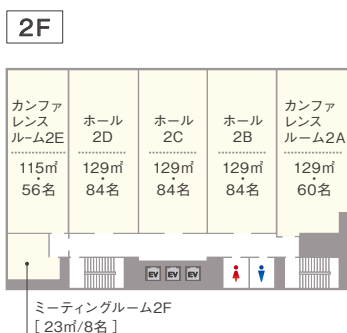 2F
カンファ
レンス
ルーム2E
115㎡
・
56名
ホール
2D
129㎡
・
84名
ホール
2C
129㎡
・
84名
ホール
2B
129㎡
・
84名
カンファ
レンス
ルーム2A
129㎡
・
60名
EV EV EV
ミーティングルーム2F
[ 23㎡/8名 ]